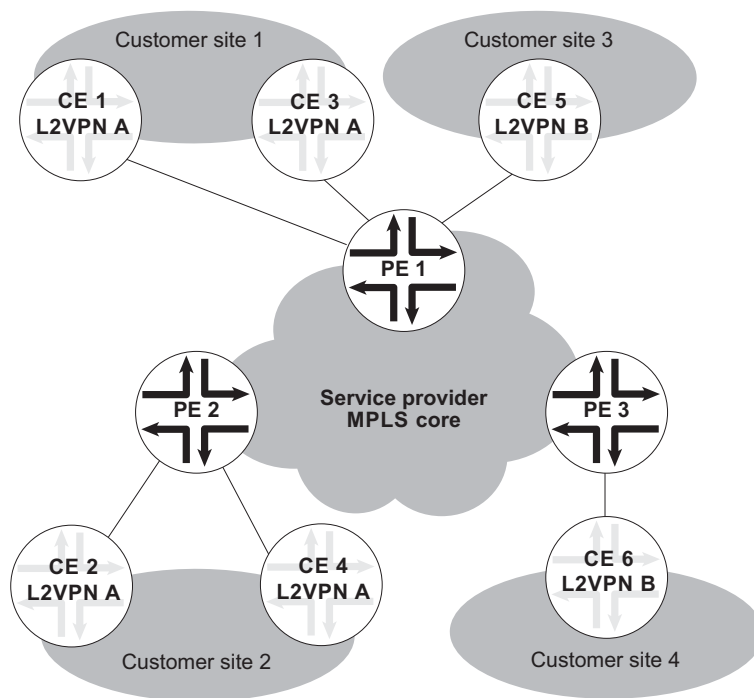 Customer site 1
Customer site 3
CE 1
L2VPN A
CE 3
L2VPN A
CE 5
L2VPN B
PE 1
Service provider
MPLS core
PE 2
PE 3
CE 2
L2VPN A
CE 4
L2VPN A
CE 6
L2VPN B
Customer site 2
Customer site 4